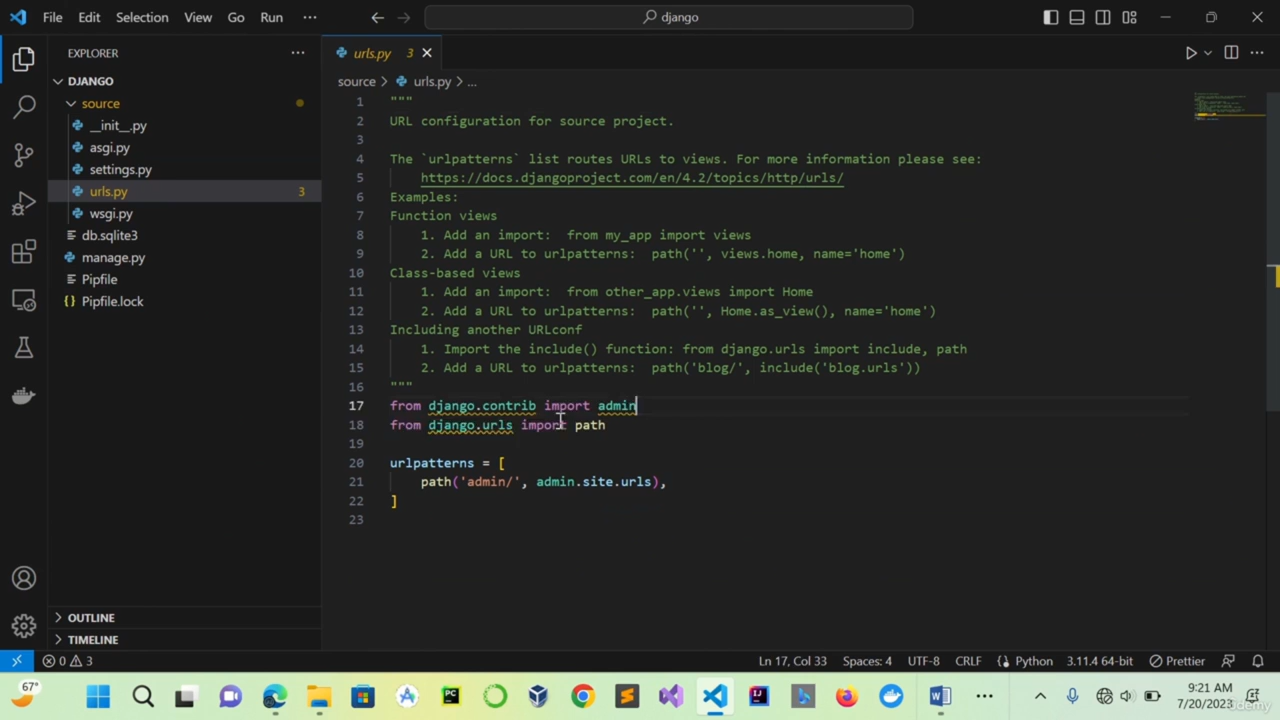 File Edit Selection View Go Run ··· django
EXPLORER ···
DJANGO
source
__init__.py
asgi.py
settings.py
urls.py 3
wsgi.py
db.sqlite3
manage.py
Pipfile
{} Pipfile.lock
OUTLINE
TIMELINE
urls.py 3
source > urls.py > ...
1 """
2 URL configuration for source project.
3
4 The `urlpatterns` list routes URLs to views. For more information please see:
5 https://docs.djangoproject.com/en/4.2/topics/http/urls/
6 Examples:
7 Function views
8 1. Add an import:  from my_app import views
9 2. Add a URL to urlpatterns:  path('', views.home, name='home')
10 Class-based views
11 1. Add an import:  from other_app.views import Home
12 2. Add a URL to urlpatterns:  path('', Home.as_view(), name='home')
13 Including another URLconf
14 1. Import the include() function: from django.urls import include, path
15 2. Add a URL to urlpatterns:  path('blog/', include('blog.urls'))
16 """
17 from django.contrib import admin
18 from django.urls import path
19
20 urlpatterns = [
21 path('admin/', admin.site.urls),
22 ]
23
0 3 Ln 17, Col 33 Spaces: 4 UTF-8 CRLF {} Python 3.11.4 64-bit Prettier
67° PC W 9:21 AM
7/20/2023
Udemy